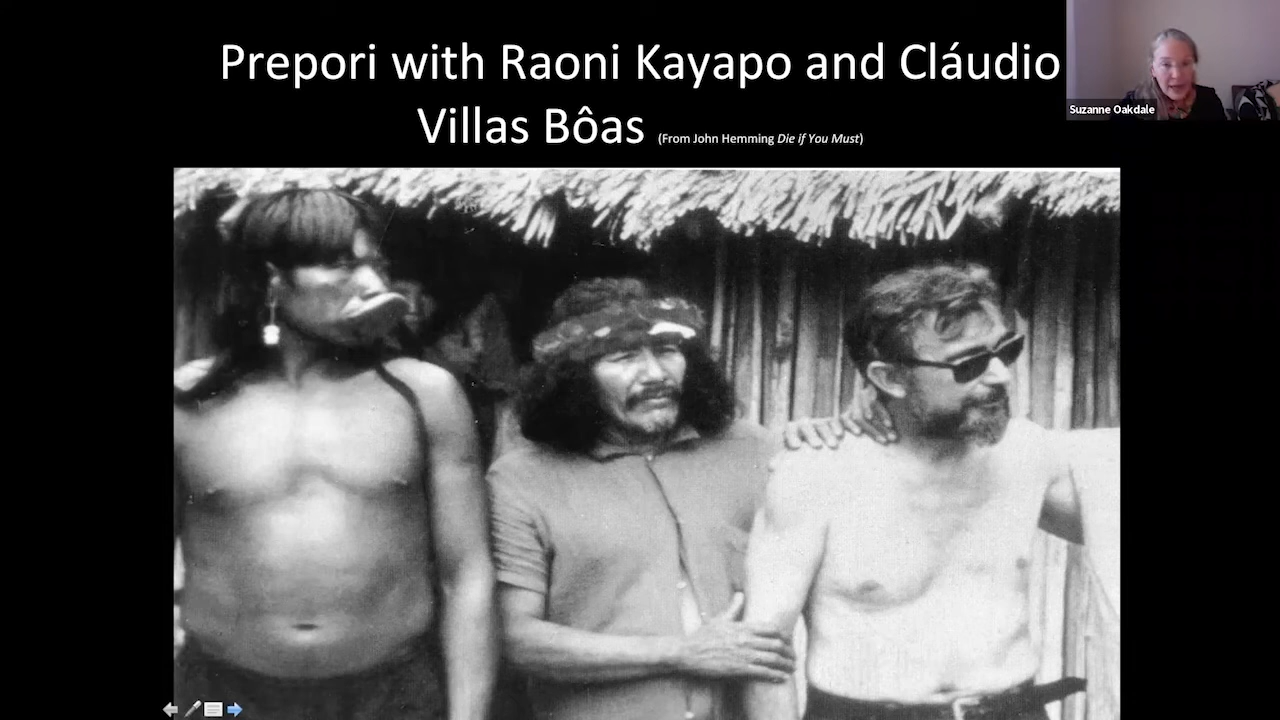 Prepori with Raoni Kayapo and Cláudio
Villas Bôas (From John Hemming Die if You Must)
Suzanne Oakdale